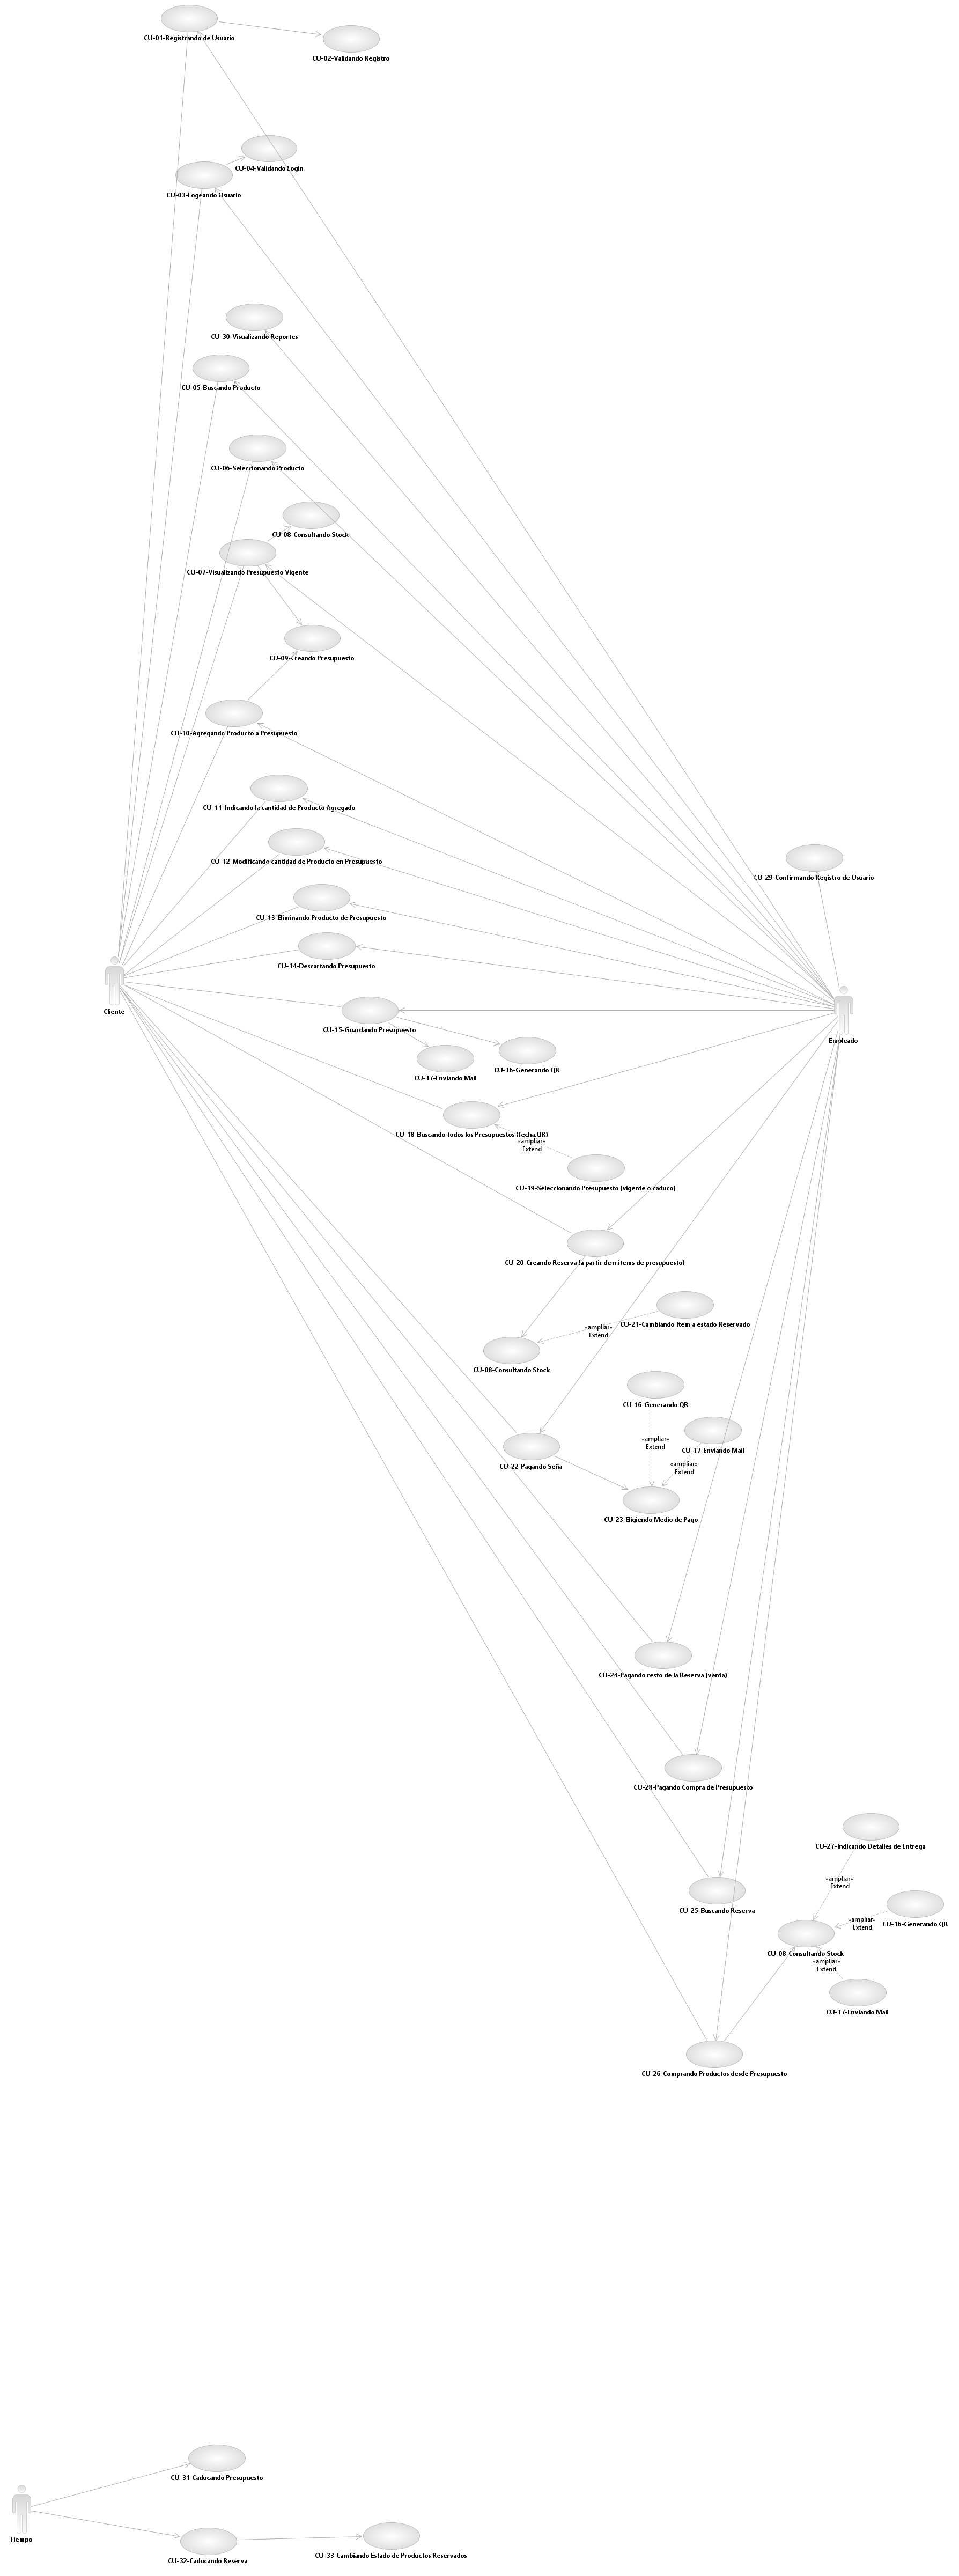 CU-01-Registrando de Usuario
CU-02-Validando Registro
CU-04-Validando Login
CU-03-Logeando Usuario
CU-30-Visualizando Reportes
CU-05-Buscando Producto
CU-06-Seleccionando Producto
CU-08-Consultando Stock
CU-07-Visualizando Presupuesto Vigente
CU-09-Creando Presupuesto
CU-10-Agregando Producto a Presupuesto
CU-11-Indicando la cantidad de Producto Agregado
CU-12-Modificando cantidad de Producto en Presupuesto
CU-29-Confirmando Registro de Usuario
CU-13-Eliminando Producto de Presupuesto
CU-14-Descartando Presupuesto
Cliente
CU-15-Guardando Presupuesto
Empleado
CU-16-Generando QR
CU-17-Enviando Mail
CU-18-Buscando todos los Presupuestos (fecha,QR)
«ampliar»
Extend
CU-19-Seleccionando Presupuesto (vigente o caduco)
CU-20-Creando Reserva (a partir de n items de presupuesto)
CU-21-Cambiando Item a estado Reservado
«ampliar»
Extend
CU-08-Consultando Stock
CU-16-Generando QR
«ampliar»
Extend
CU-17-Enviando Mail
«ampliar»
Extend
CU-22-Pagando Seña
CU-23-Eligiendo Medio de Pago
CU-24-Pagando resto de la Reserva (venta)
CU-28-Pagando Compra de Presupuesto
CU-27-Indicando Detalles de Entrega
«ampliar»
Extend
CU-25-Buscando Reserva
«ampliar»
Extend
CU-16-Generando QR
CU-08-Consultando Stock
«ampliar»
Extend
CU-17-Enviando Mail
CU-26-Comprando Productos desde Presupuesto
CU-31-Caducando Presupuesto
Tiempo
CU-33-Cambiando Estado de Productos Reservados
CU-32-Caducando Reserva